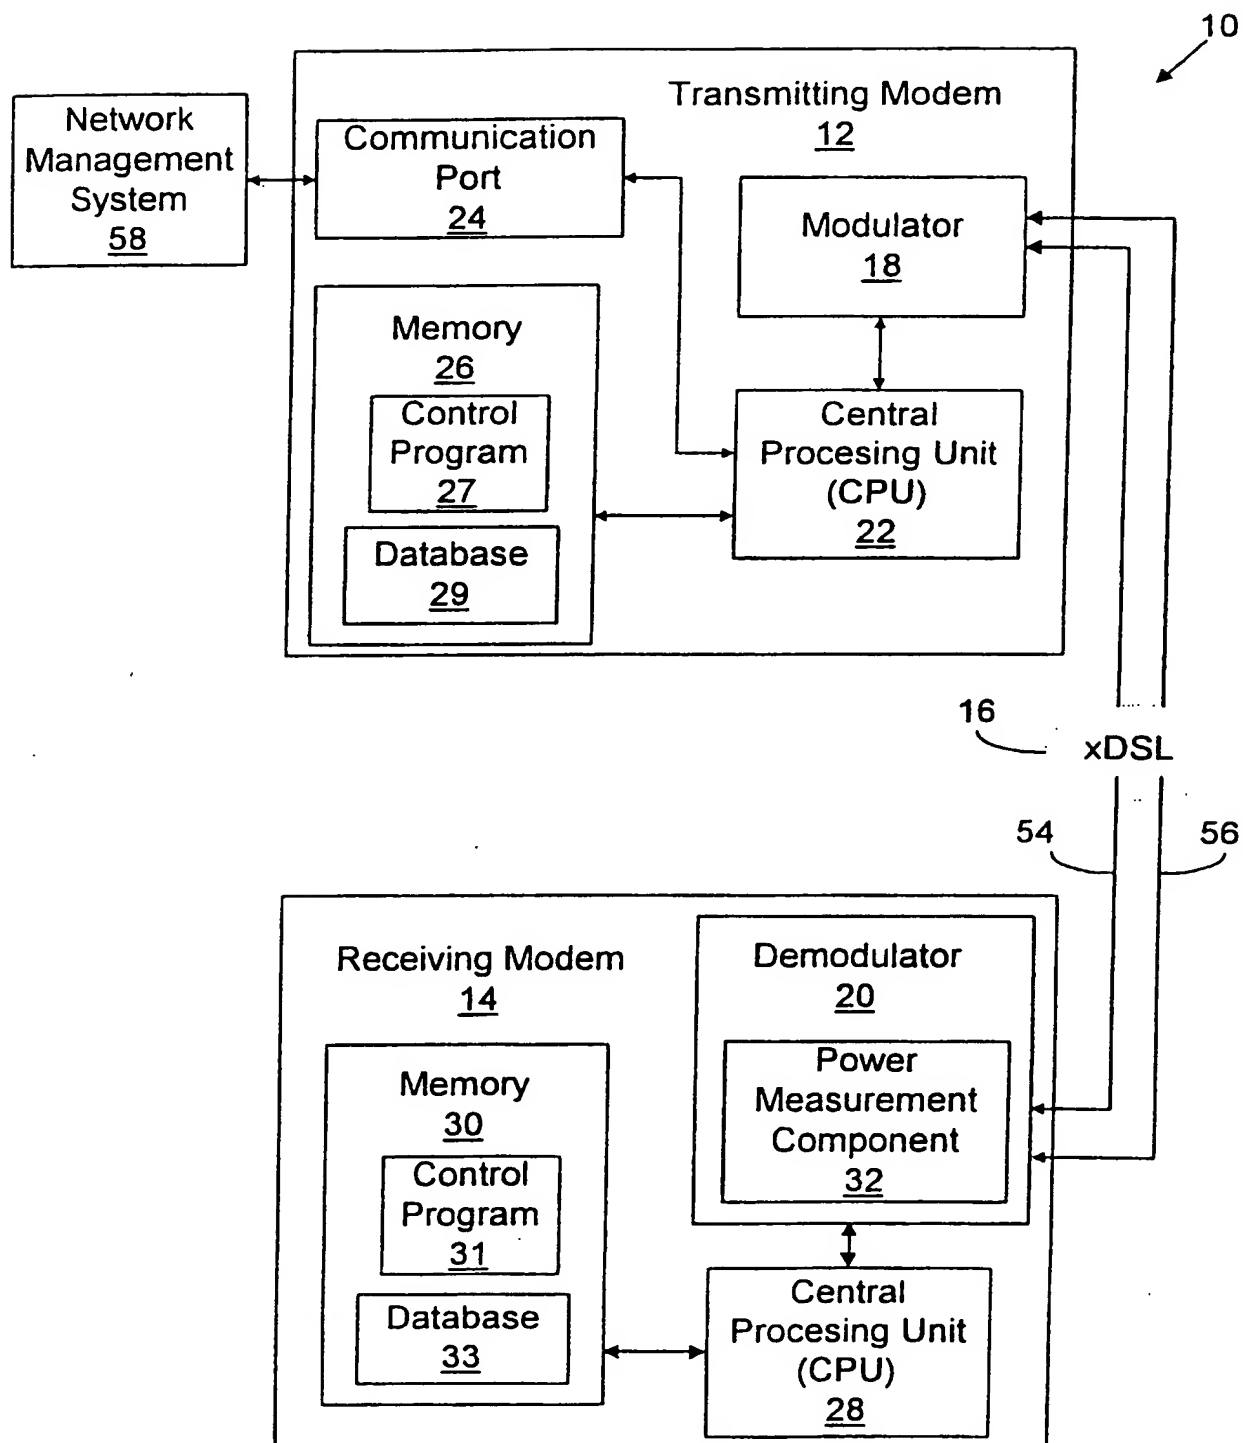 10
Transmitting Modem
12
Network
Management
System
58
Communication
Port
24
Modulator
18
Memory
26
Control
Program
27
Database
29
Central
Procesing Unit
(CPU)
22
16
xDSL
54
56
Receiving Modem
14
Demodulator
20
Power
Measurement
Component
32
Memory
30
Control
Program
31
Database
33
Central
Procesing Unit
(CPU)
28